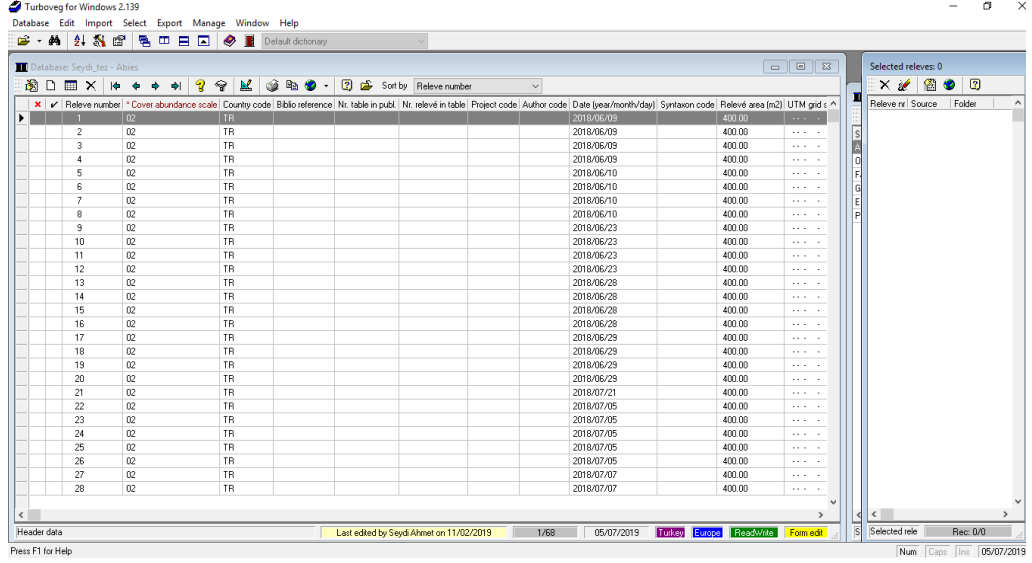 Turboveg for Windows 2.139
Database Edit Import Select Export Manage Window Help
Default dictionary
Database: Seydi_tez - Abies
Selected releves: 0
Sort by Releve number
Releve number * Cover abundance scale Country code Biblio reference Nr. table in publ. Nr. relevé in table Project code Author code Date (year/month/day) Syntaxon code Relevé area (m2) UTM grid s
Releve nr Source Folder
1 02 TR 2018/06/09 400.00
2 02 TR 2018/06/09 400.00
3 02 TR 2018/06/09 400.00
4 02 TR 2018/06/09 400.00
5 02 TR 2018/06/10 400.00
6 02 TR 2018/06/10 400.00
7 02 TR 2018/06/10 400.00
8 02 TR 2018/06/10 400.00
9 02 TR 2018/06/23 400.00
10 02 TR 2018/06/23 400.00
11 02 TR 2018/06/23 400.00
12 02 TR 2018/06/23 400.00
13 02 TR 2018/06/28 400.00
14 02 TR 2018/06/28 400.00
15 02 TR 2018/06/28 400.00
16 02 TR 2018/06/28 400.00
17 02 TR 2018/06/29 400.00
18 02 TR 2018/06/29 400.00
19 02 TR 2018/06/29 400.00
20 02 TR 2018/06/29 400.00
21 02 TR 2018/07/21 400.00
22 02 TR 2018/07/05 400.00
23 02 TR 2018/07/05 400.00
24 02 TR 2018/07/05 400.00
25 02 TR 2018/07/05 400.00
26 02 TR 2018/07/05 400.00
27 02 TR 2018/07/07 400.00
28 02 TR 2018/07/07 400.00
Header data Last edited by Seydi Ahmet on 11/02/2019 1/68 05/07/2019 Turkey Europe ReadWrite Form edit
Selected rele Rec: 0/0
Press F1 for Help Num Caps Ins 05/07/2019